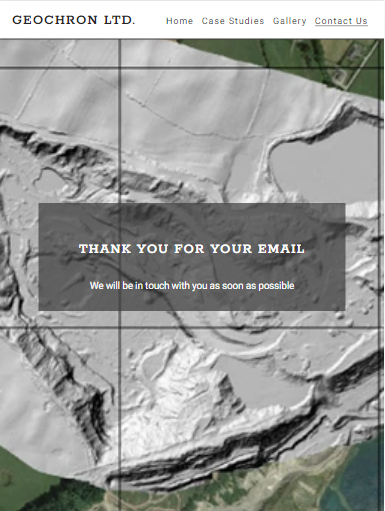 GEOCHRON LTD.
Home Case Studies Gallery Contact Us
THANK YOU FOR YOUR EMAIL
We will be in touch with you as soon as possible